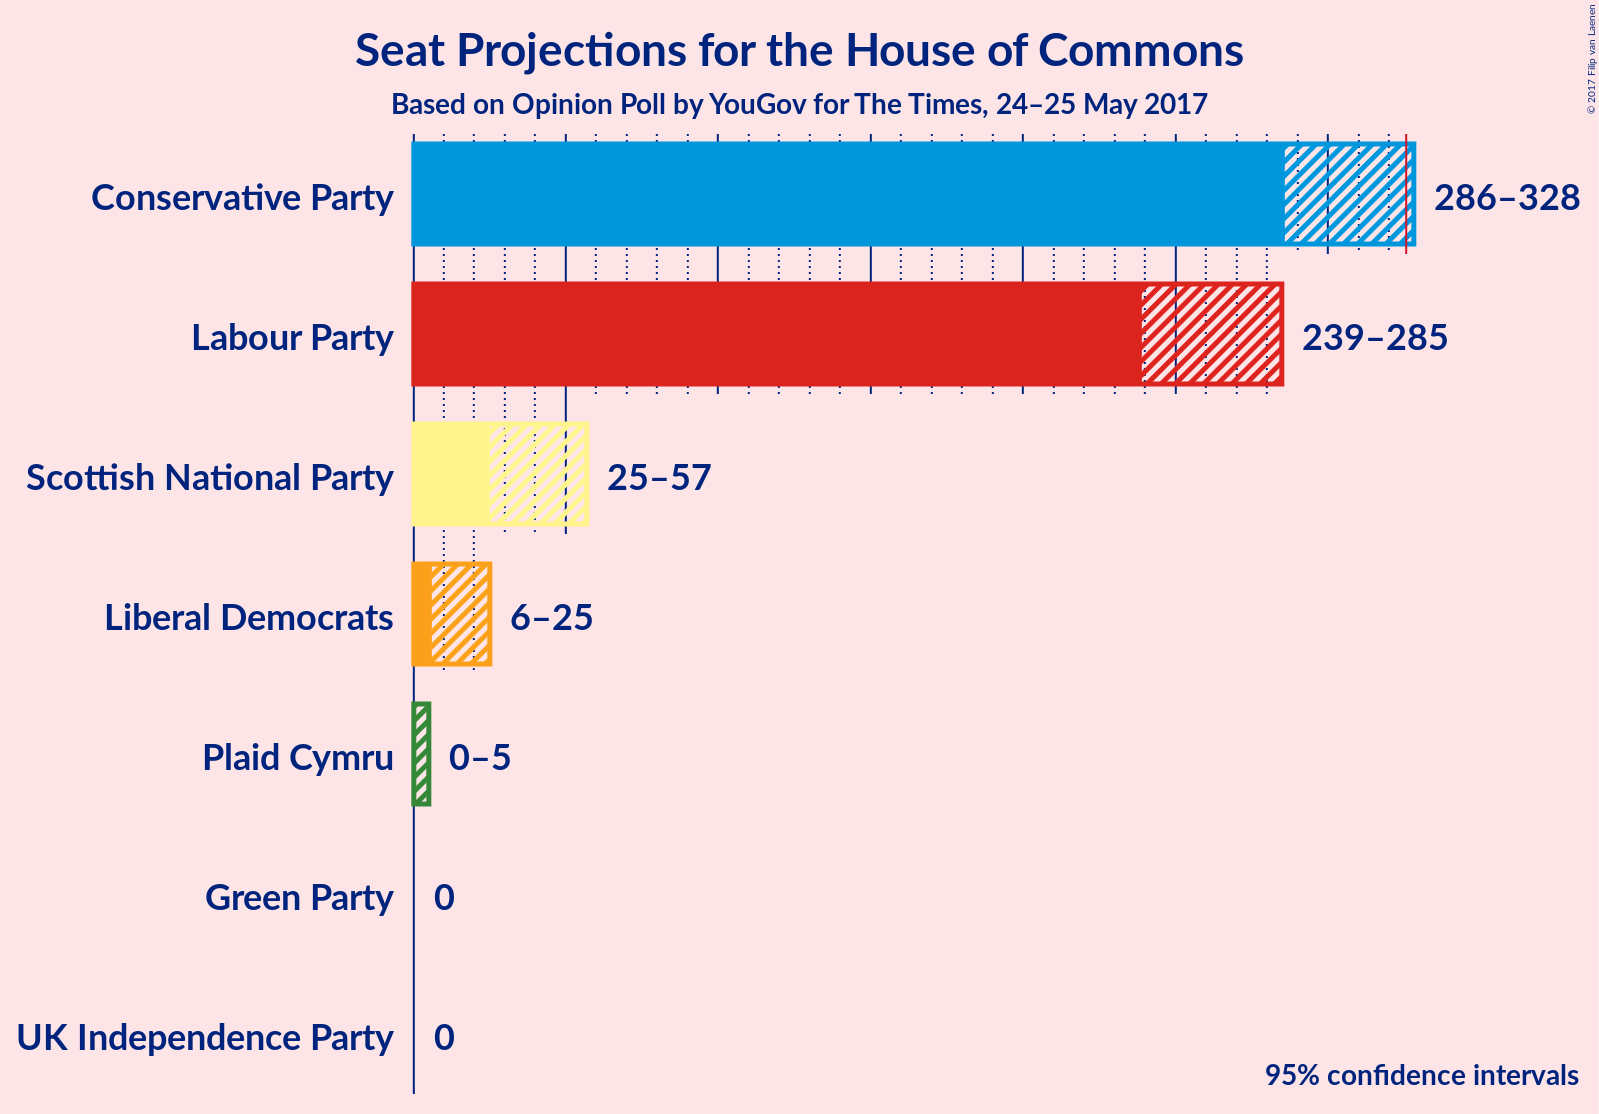 Seat Projections for the House of Commons
Based on Opinion Poll by YouGov for The Times, 24–25 May 2017
© 2017 Filip van Laenen
Conservative Party
286–328
Labour Party
239–285
Scottish National Party
25–57
Liberal Democrats
6–25
Plaid Cymru
0–5
Green Party
0
UK Independence Party
0
95% confidence intervals